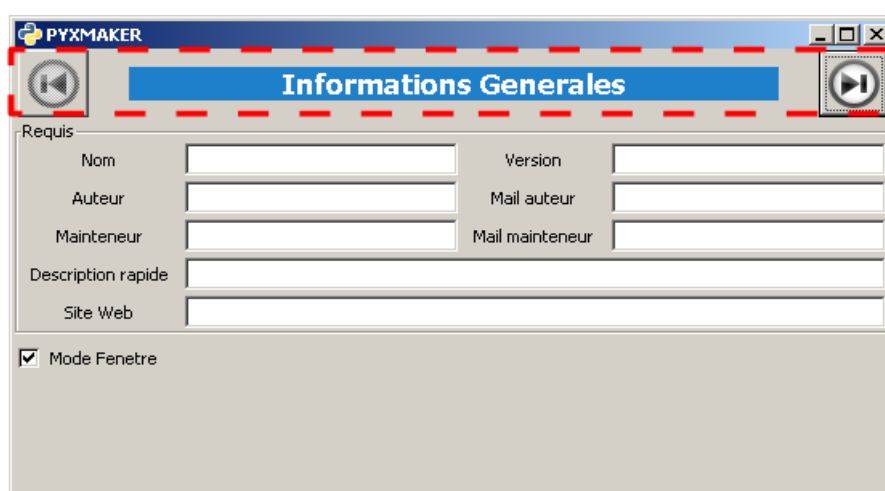 PYXMAKER
Informations Generales
Requis
Nom
Version
Auteur
Mail auteur
Mainteneur
Mail mainteneur
Description rapide
Site Web
Mode Fenetre